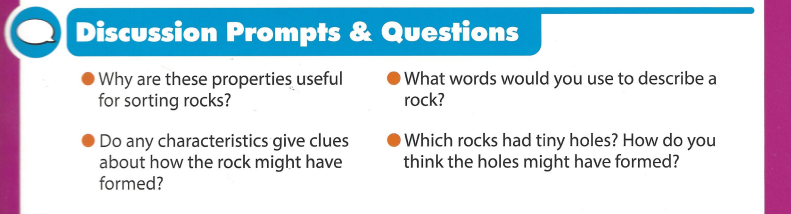 Discussion Prompts & Questions
Why are these properties useful
for sorting rocks?
Do any characteristics give clues
about how the rock might have
formed?
What words would you use to describe a
rock?
Which rocks had tiny holes? How do you
think the holes might have formed?